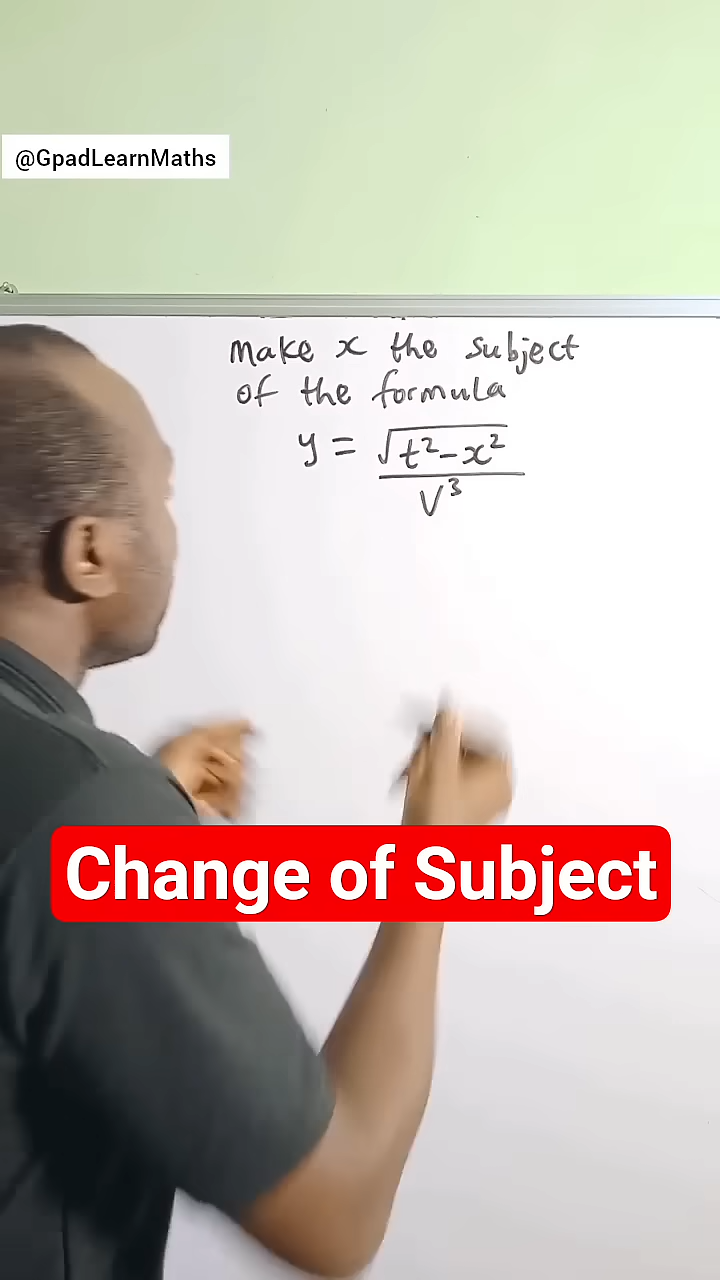 @GpadLearnMaths
Make x the subject
of the formula
y = √t² - x²
V³
Change of Subject